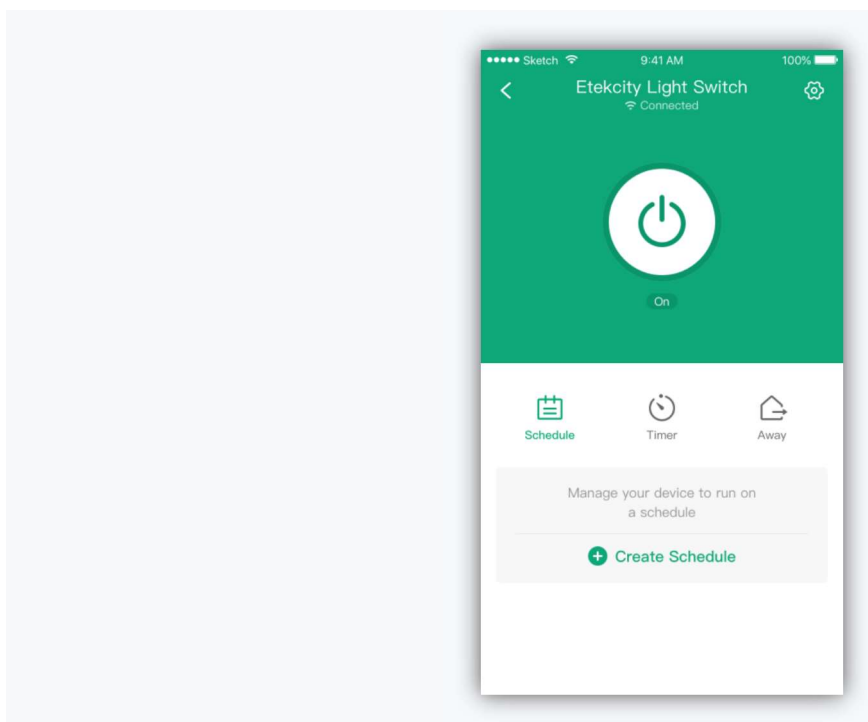 Sketch 9:41 AM 100%
Etekcity Light Switch
Connected
On
Schedule Timer Away
Manage your device to run on
a schedule
Create Schedule